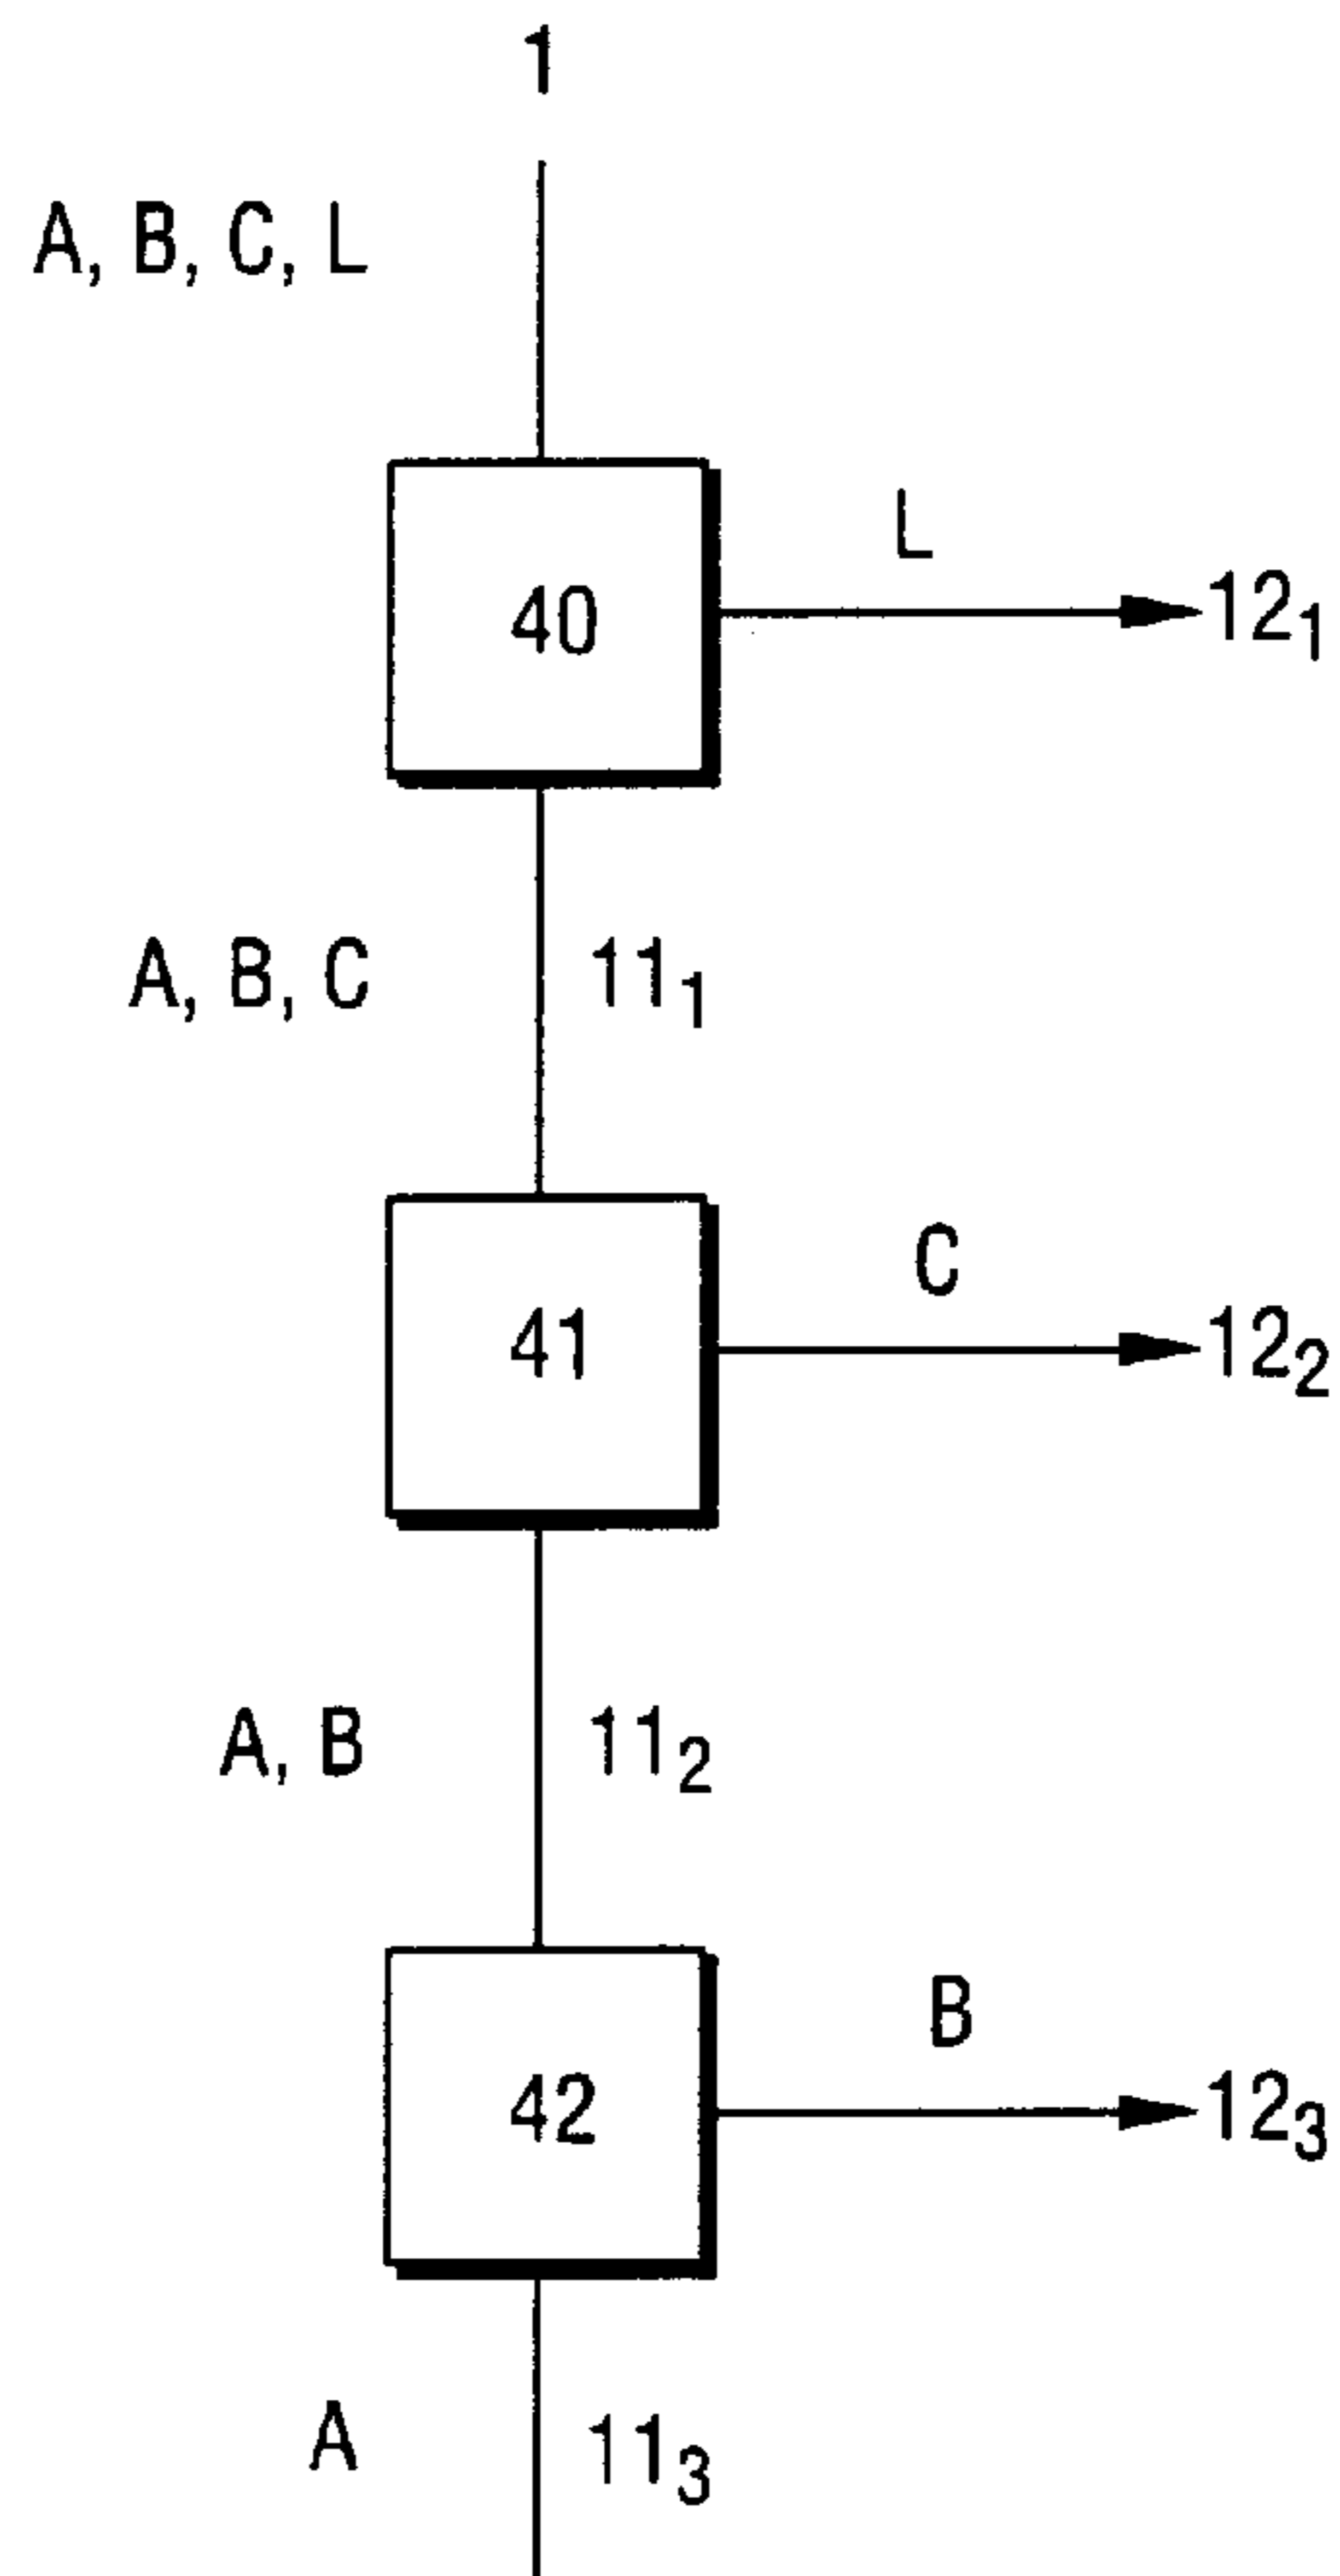 1
A, B, C, L
L
40
12₁
A, B, C
11₁
C
41
12₂
A, B
11₂
B
42
12₃
A
11₃